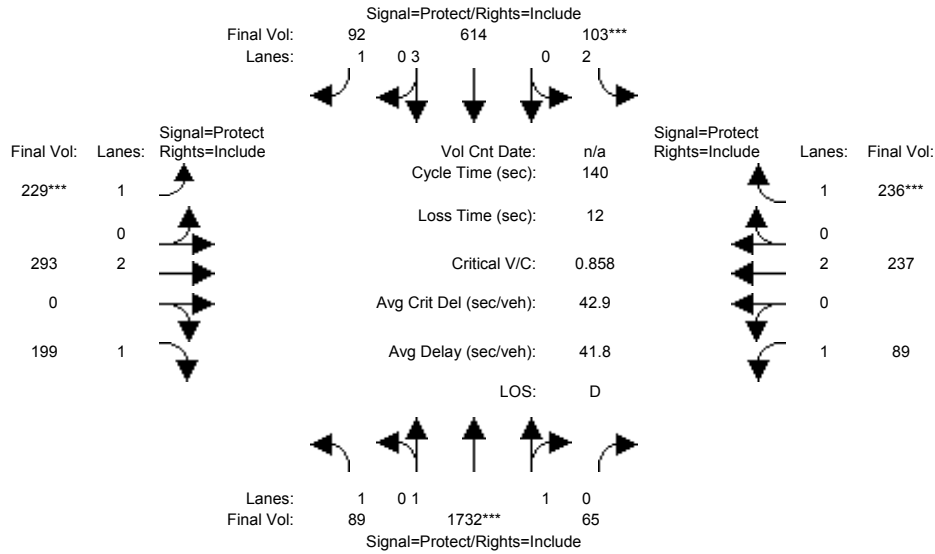 Signal=Protect/Rights=Include
Final Vol: 92 614 103***
Lanes: 1 0 3 0 2
Signal=Protect Signal=Protect
Final Vol: Lanes: Rights=Include Vol Cnt Date: n/a Rights=Include Lanes: Final Vol:
Cycle Time (sec): 140
229*** 1 1 236***
Loss Time (sec): 12
0 0
293 2 Critical V/C: 0.858 2 237
0 Avg Crit Del (sec/veh): 42.9 0
199 1 Avg Delay (sec/veh): 41.8 1 89
LOS: D
Lanes: 1 0 1 1 0
Final Vol: 89 1732*** 65
Signal=Protect/Rights=Include